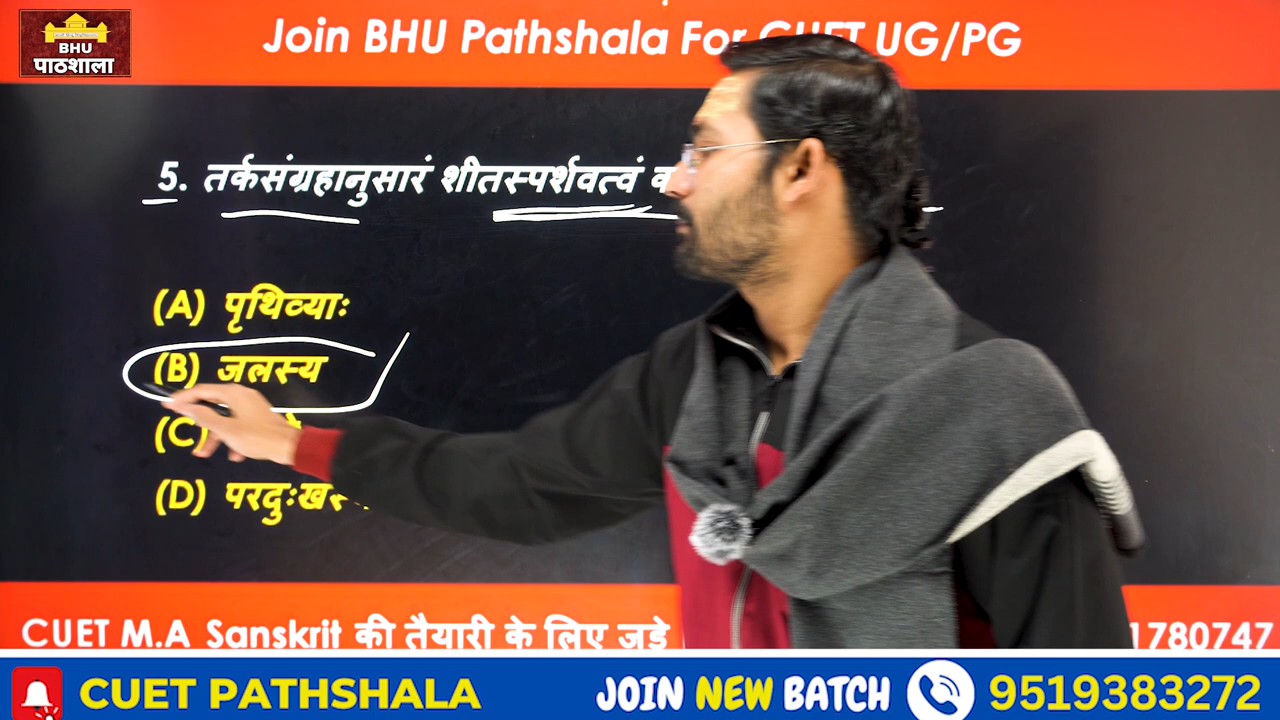 BHU
पाठशाला
Join BHU Pathshala For CUET UG/PG
5. तर्कसंग्रहानुसारं शीतस्पर्शवत्वं
(A) पृथिव्याः
(B) जलस्य
(C)
(D)
CUET M.A Sanskrit की तैयारी के लिए जुड़े
1780747
CUET PATHSHALA
JOIN NEW BATCH
9519383272